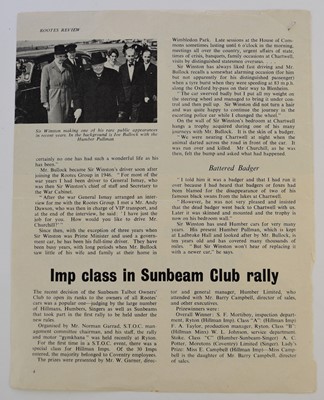 ROOTES REVIEW
Sir Winston making one of his rare public appearances
in recent years. In the background is Joe Bullock with the
Humber Pullman
certainly no one has had such a wonderful life as he
has been."
Mr. Bullock became Sir Winston's driver soon after
joining the Rootes Group in 1946. "For most of the
war years I had been driver to General Ismay, who
was then Sir Winston's chief of staff and Secretary to
the War Cabinet.
"After the war General Ismay arranged an inter-
view for me with the Rootes Group. I met a Mr. Andy
Dawson, who was then in charge of VIP transport, and
at the end of the interview, he said: 'I have just the
job for you. How would you like to drive Mr.
Churchill?'"
Since then, with the exception of three years when
Sir Winston was Prime Minister and used a govern-
ment car, he has been his full-time driver. They have
been busy years, with long periods when Mr. Bullock
saw little of his wife and family at their home in
Wimbledon Park. Late sessions at the House of Com-
mons sometimes lasting until 6 o'clock in the morning,
meetings all over the country, urgent affairs of state,
times of crisis, banquets, family parties at Chartwell,
visits by distinguished statesmen overseas.
Sir Winston has always liked fast driving and Mr.
Bullock recalls a somewhat alarming occasion (for him
but not apparently for his distinguished passenger)
when a tyre burst when they were speeding at 85 m.p.h.
along the Oxford by-pass on their way to Blenheim.
"The car swerved madly but I put all my weight on
the steering wheel and managed to bring it under con-
trol and then pull up. Sir Winston did not turn a hair
and was quite happy to continue the journey in the
escorting police car while I changed the wheel."
On the wall of Sir Winston's bedroom at Chartwell
hangs a trophy acquired during one of his many
journeys with Mr. Bullock. It is the skin of a badger.
"We were nearing Chartwell at night when the
animal darted across the road in front of the car. It
was run over and killed. Mr Churchill, as he was
then, felt the bump and asked what had happened.
Battered Badger
"I told him it was a badger and that I had run it
over because I had heard that badgers or foxes had
been blamed for the disappearance of two of his
favourite swans from the lakes at Chartwell.
"However, he was not very pleased and insisted
that the dead badger went back to Chartwell with us.
Later it was skinned and mounted and the trophy is
now on his bedroom wall."
Sir Winston has used Humber cars for very many
years. His present Humber Pullman, which is kept
at Ladbroke Hall and looked after by Mr. Bullock, is
ten years old and has covered many thousands of
miles. "But Sir Winston won't hear of replacing it
with a newer car," he says.
Imp class in Sunbeam Club rally
The recent decision of the Sunbeam Talbot Owners'
Club to open its ranks to the owners of all Rootes'
cars was a popular one—judging by the large number
of Hillmans, Humbers, Singers as well as Sunbeams
that took part in the first rally to be held under the
new rules.
Organised by Mr. Norman Garrad, S.T.O.C. man-
agement committee chairman, and his staff, the rally
and motor "gymkhana" was held recently at Ryton.
For the first time in a S.T.O.C. event, there was a
special class for Hillman Imps. Of the 30 Imps
entered, the majority belonged to Coventry employees.
The prizes were presented by Mr. W. Garner, direc-
tor and general manager, Humber Limited, who
attended with Mr. Barry Campbell, director of sales,
and other executives.
Prizewinners were:
Overall Winner: S. F. Mortiboy, inspection depart-
ment, Ryton (Hillman Imp). Class "A" (Hillman Imp)
F. A. Taylor, production manager, Ryton. Class "B"
(Hillman Minx) W. L. Johnson, service department,
Stoke. Class "C" (Humber-Sunbeam-Singer) A. C.
Potter, Meremore (Coventry) Limited (Singer). Lady's
Prize: Miss E. Campbell (Hillman Imp)—Miss Camp-
bell is the daughter of Mr. Barry Campbell, director
of sales.